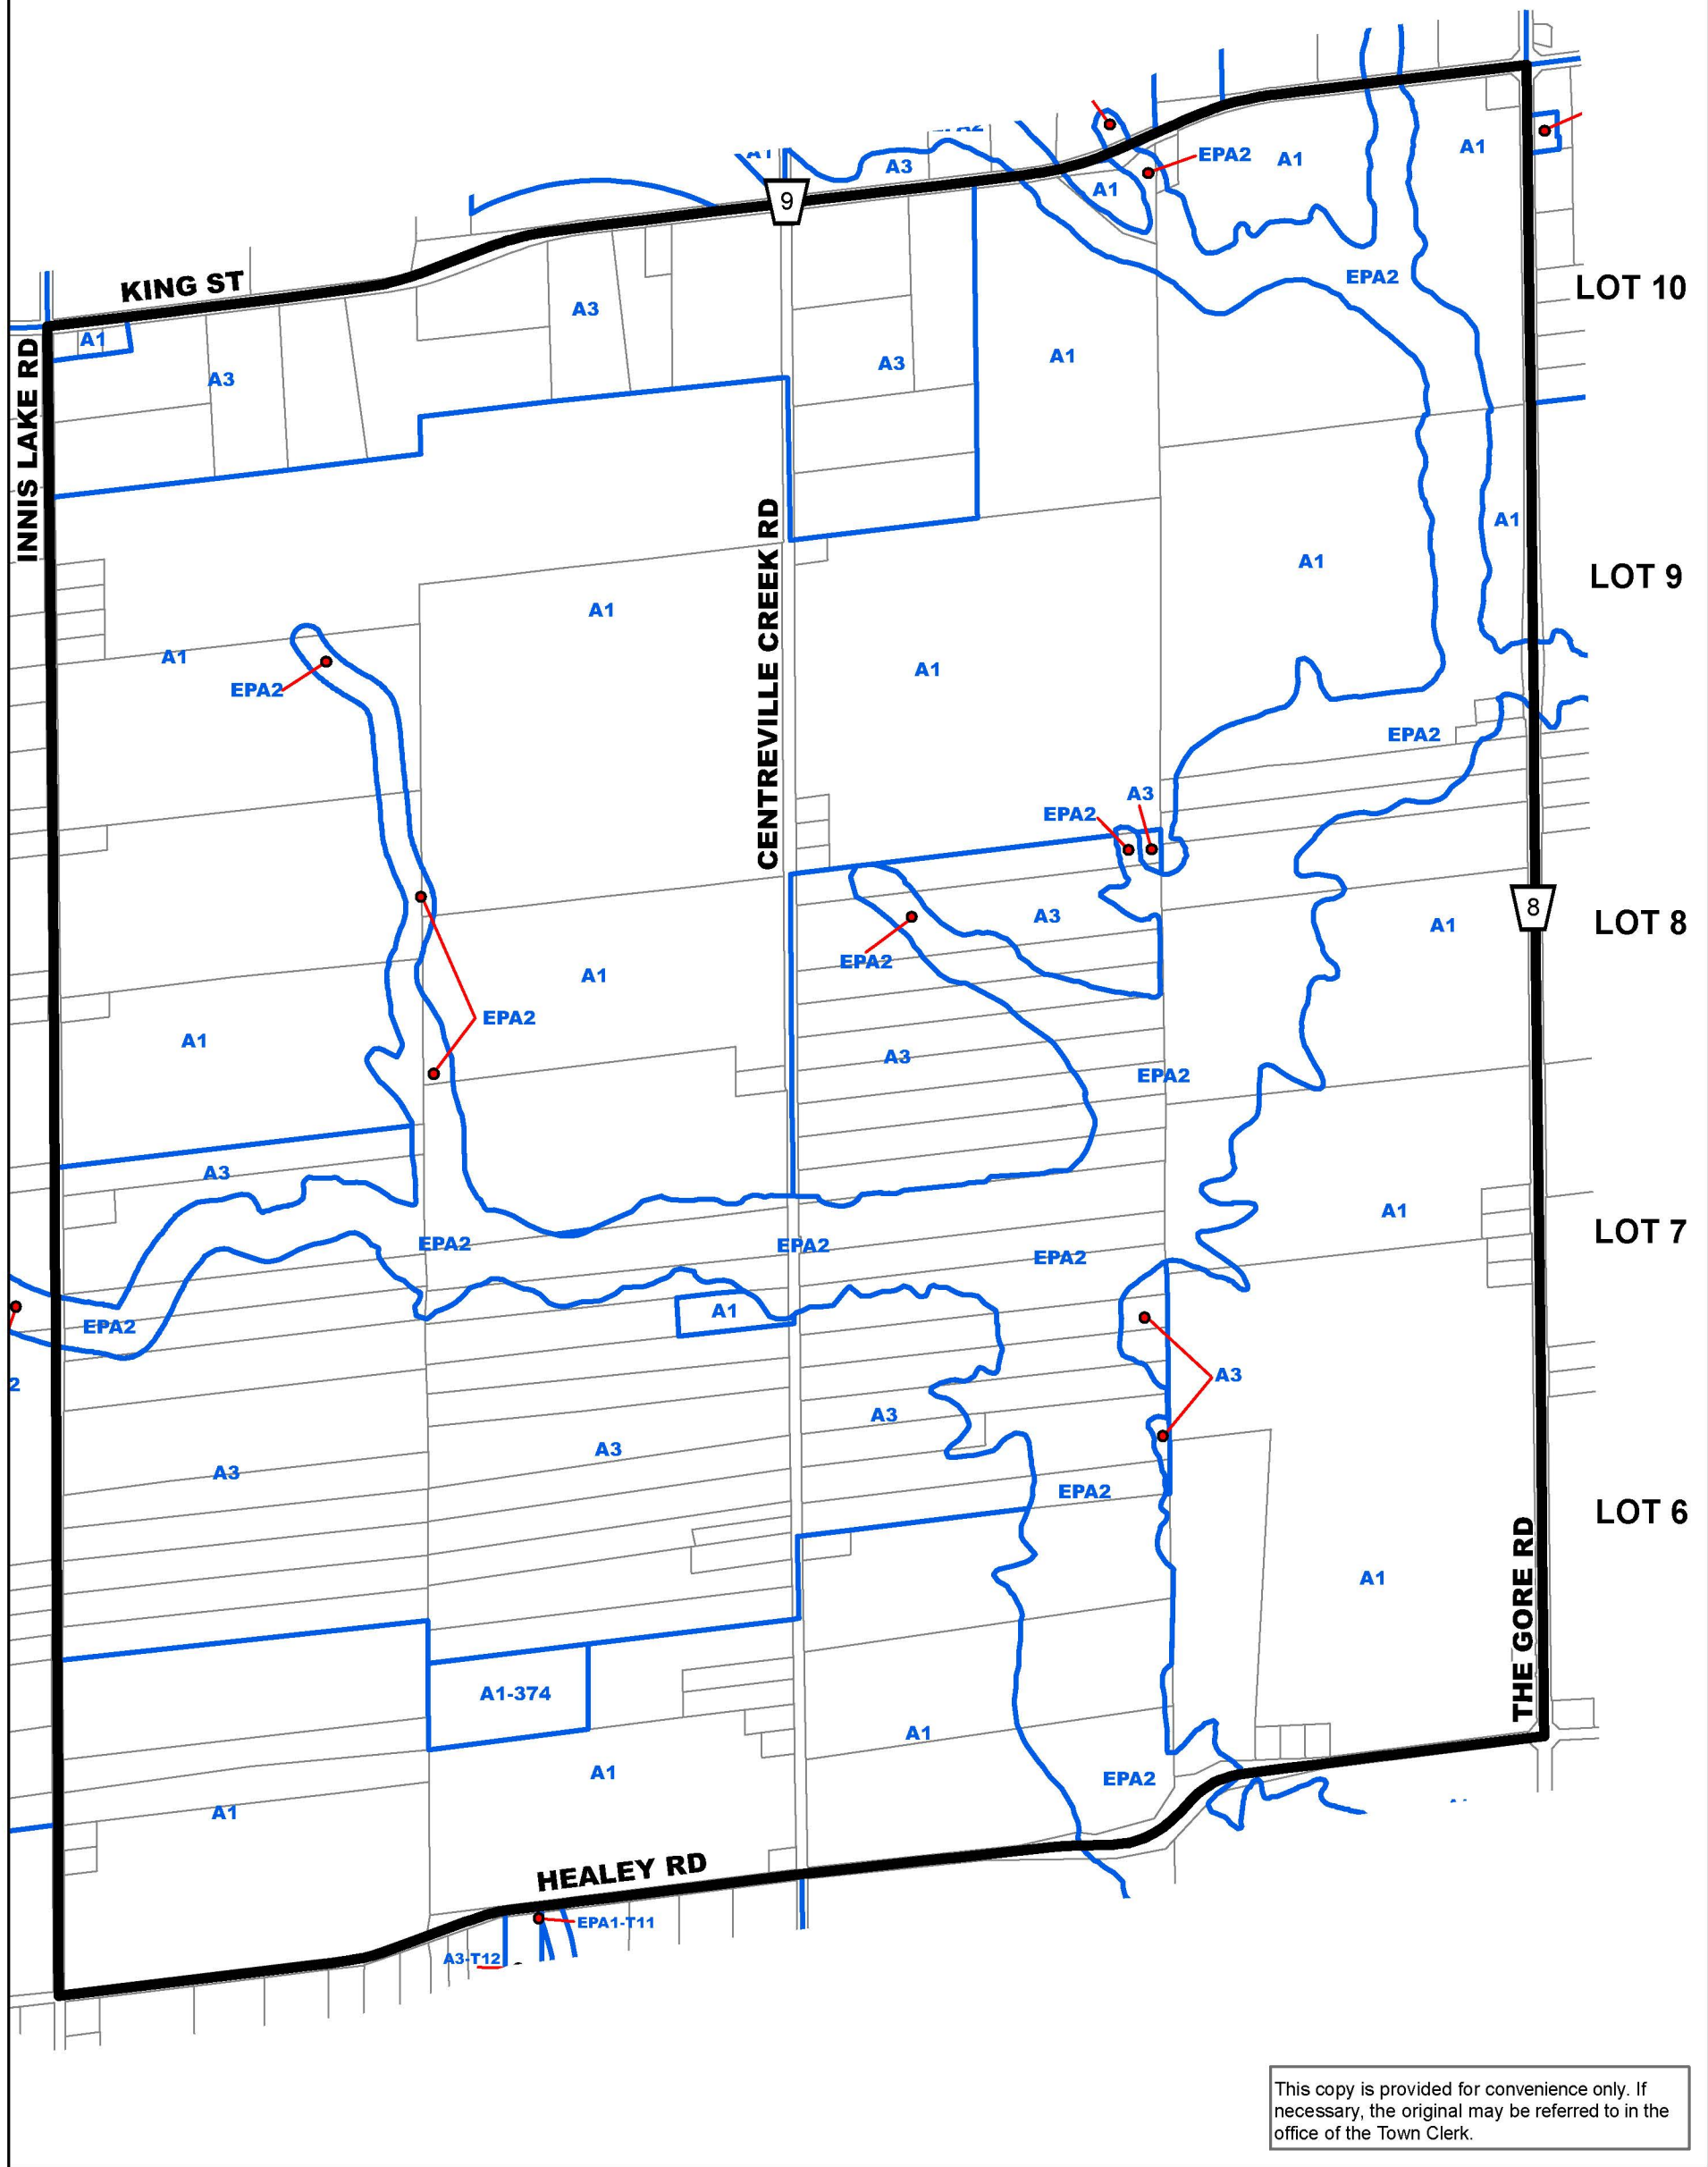 A3
EPA2
A1
A1
A1
9
A1
EPA2
LOT 10
KING ST
A3
A1
A3
A3
A1
INNIS LAKE RD
A1
LOT 9
A1
A1
CENTREVILLE CREEK RD
A1
A1
EPA2
EPA2
A3
EPA2
8
LOT 8
A3
A1
EPA2
A1
EPA2
A1
A3
EPA2
A3
A1
LOT 7
EPA2
EPA2
EPA2
A1
EPA2
A3
2
A3
A3
A3
EPA2
LOT 6
A1
THE GORE RD
A1-374
A1
A1
EPA2
A1
HEALEY RD
EPA1-T11
A3-T12
This copy is provided for convenience only. If
necessary, the original may be referred to in the
office of the Town Clerk.